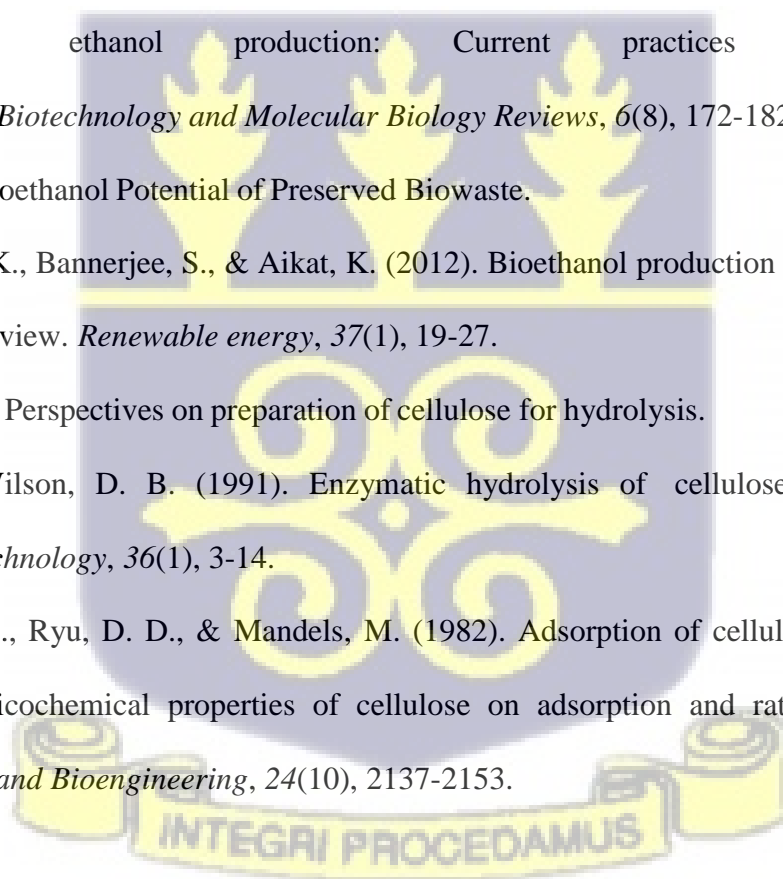 ethanol production: Current practices
Biotechnology and Molecular Biology Reviews, 6(8), 172-182
oethanol Potential of Preserved Biowaste.
K., Bannerjee, S., & Aikat, K. (2012). Bioethanol production
view. Renewable energy, 37(1), 19-27.
Perspectives on preparation of cellulose for hydrolysis.
ilson, D. B. (1991). Enzymatic hydrolysis of cellulose
chnology, 36(1), 3-14.
., Ryu, D. D., & Mandels, M. (1982). Adsorption of cellul
icochemical properties of cellulose on adsorption and rat
and Bioengineering, 24(10), 2137-2153.
INTEGRI PROCEDAMUS